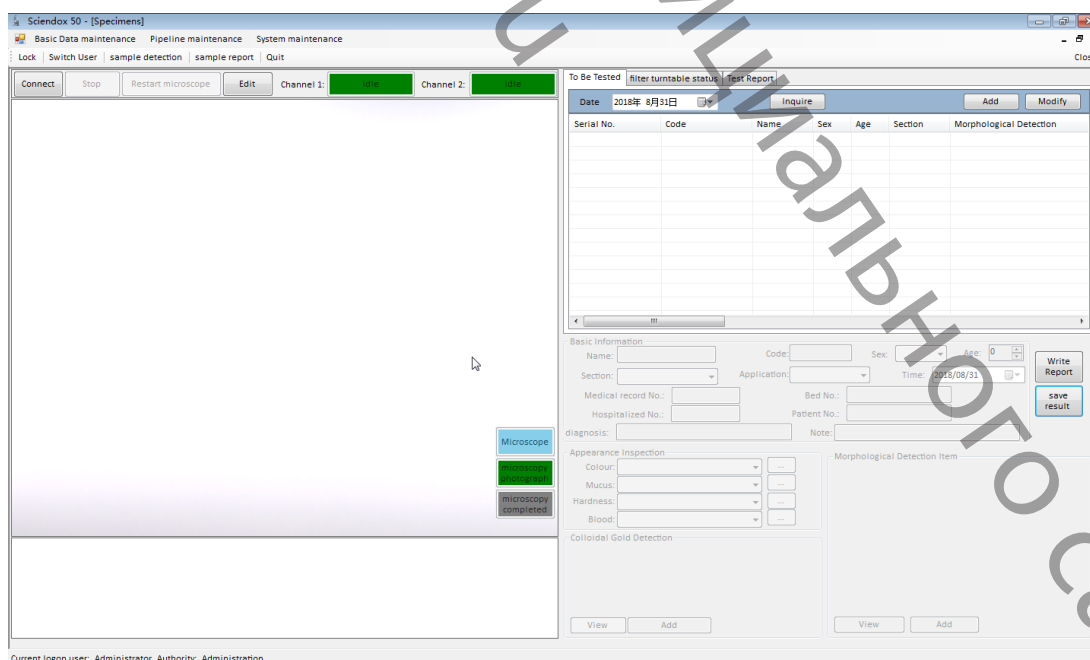 Sciendox 50 - [Specimens]
Basic Data maintenance Pipeline maintenance System maintenance
Lock Switch User sample detection sample report Quit Clos
Connect Stop Restart microscope Edit Channel 1: idle Channel 2: idle
To Be Tested filter turntable status Test Report
Date 2018年 8月31日 Inquire Add Modify
Serial No. Code Name Sex Age Section Morphological Detection
Basic Information
Name: Code: Sex: Age: 0
Section: Application: Time: 2018/08/31
Write
Report
Medical record No.: Bed No.:
save
result
Hospitalized No.: Patient No.:
diagnosis: Note:
Microscope
microscopy
photograph
microscopy
completed
Appearance Inspection
Colour: ...
Mucus: ...
Hardness: ...
Blood: ...
Morphological Detection Item
Colloidal Gold Detection
View Add View Add
Current logon user: Administrator Authority: Administration
циального са